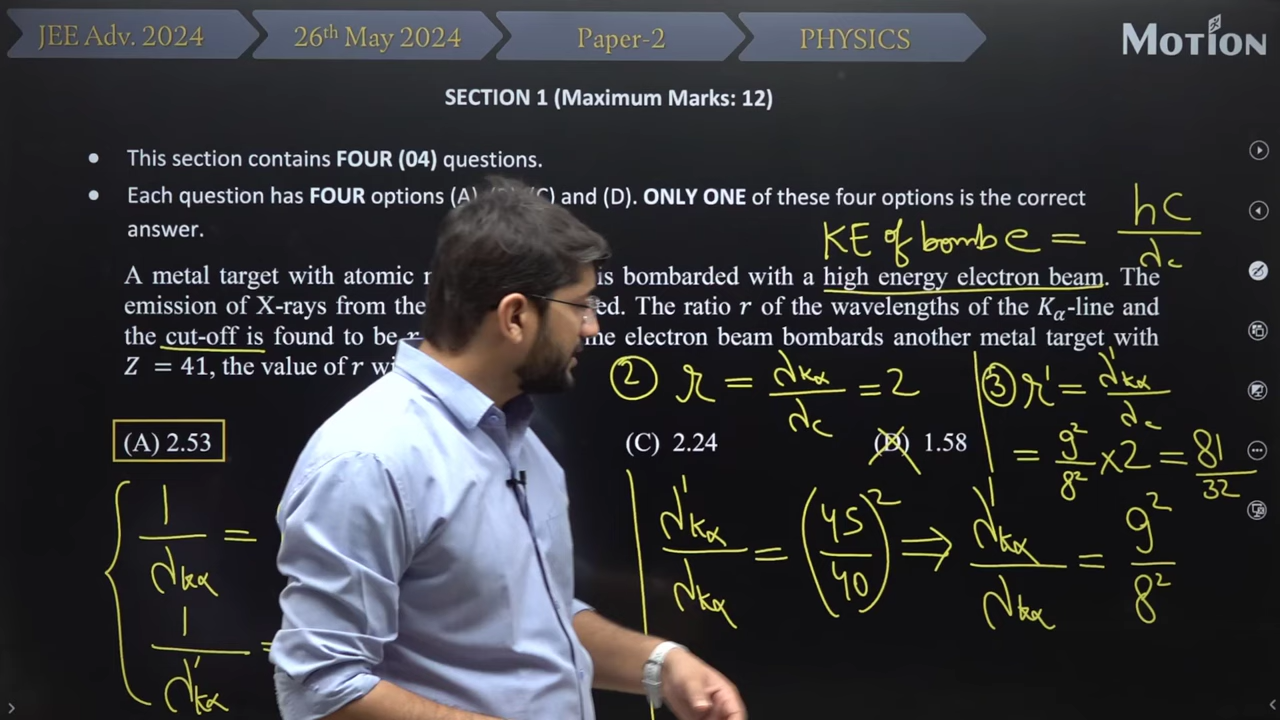 JEE Adv. 2024 26th May 2024 Paper-2 PHYSICS MOTION
SECTION 1 (Maximum Marks: 12)
• This section contains FOUR (04) questions.
• Each question has FOUR options (A), (C) and (D). ONLY ONE of these four options is the correct
answer.
KE of bomb e = hc/λc
A metal target with atomic is bombarded with a high energy electron beam. The
emission of X-rays from the The ratio r of the wavelengths of the Kα-line and
the cut-off is found to be electron beam bombards another metal target with
Z = 41, the value of r
② r = λkα/λc = 2
③ r' = λ'kα/λc
= 9²/8² × 2 = 81/32
(A) 2.53 (C) 2.24 (D) 1.58
1/λkα =
1/λ'kα =
λ'kα/λkα = (45/40)² ⇒ λ'kα/λkα = 9²/8²